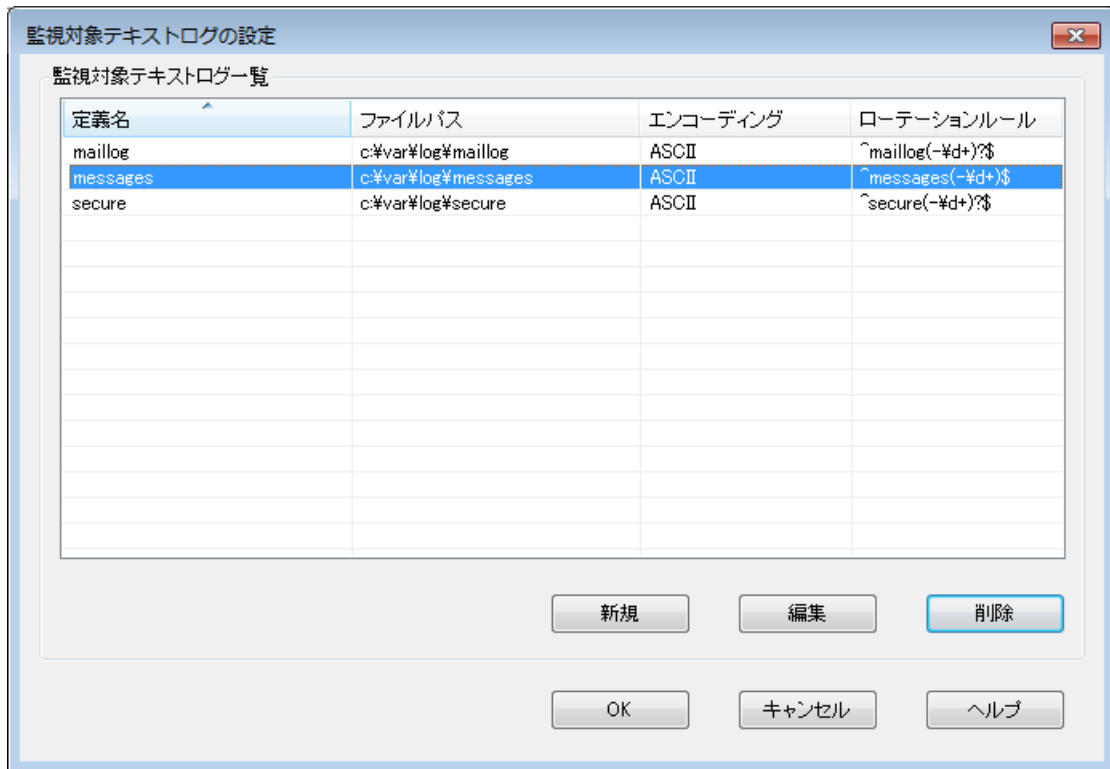 監視対象テキストログの設定
監視対象テキストログ一覧
定義名 ファイルパス エンコーディング ローテーションルール
maillog c:¥var¥log¥maillog ASCII ^maillog(-¥d+)?$
messages c:¥var¥log¥messages ASCII ^messages(-¥d+)$
secure c:¥var¥log¥secure ASCII ^secure(-¥d+)?$
新規 編集 削除
OK キャンセル ヘルプ